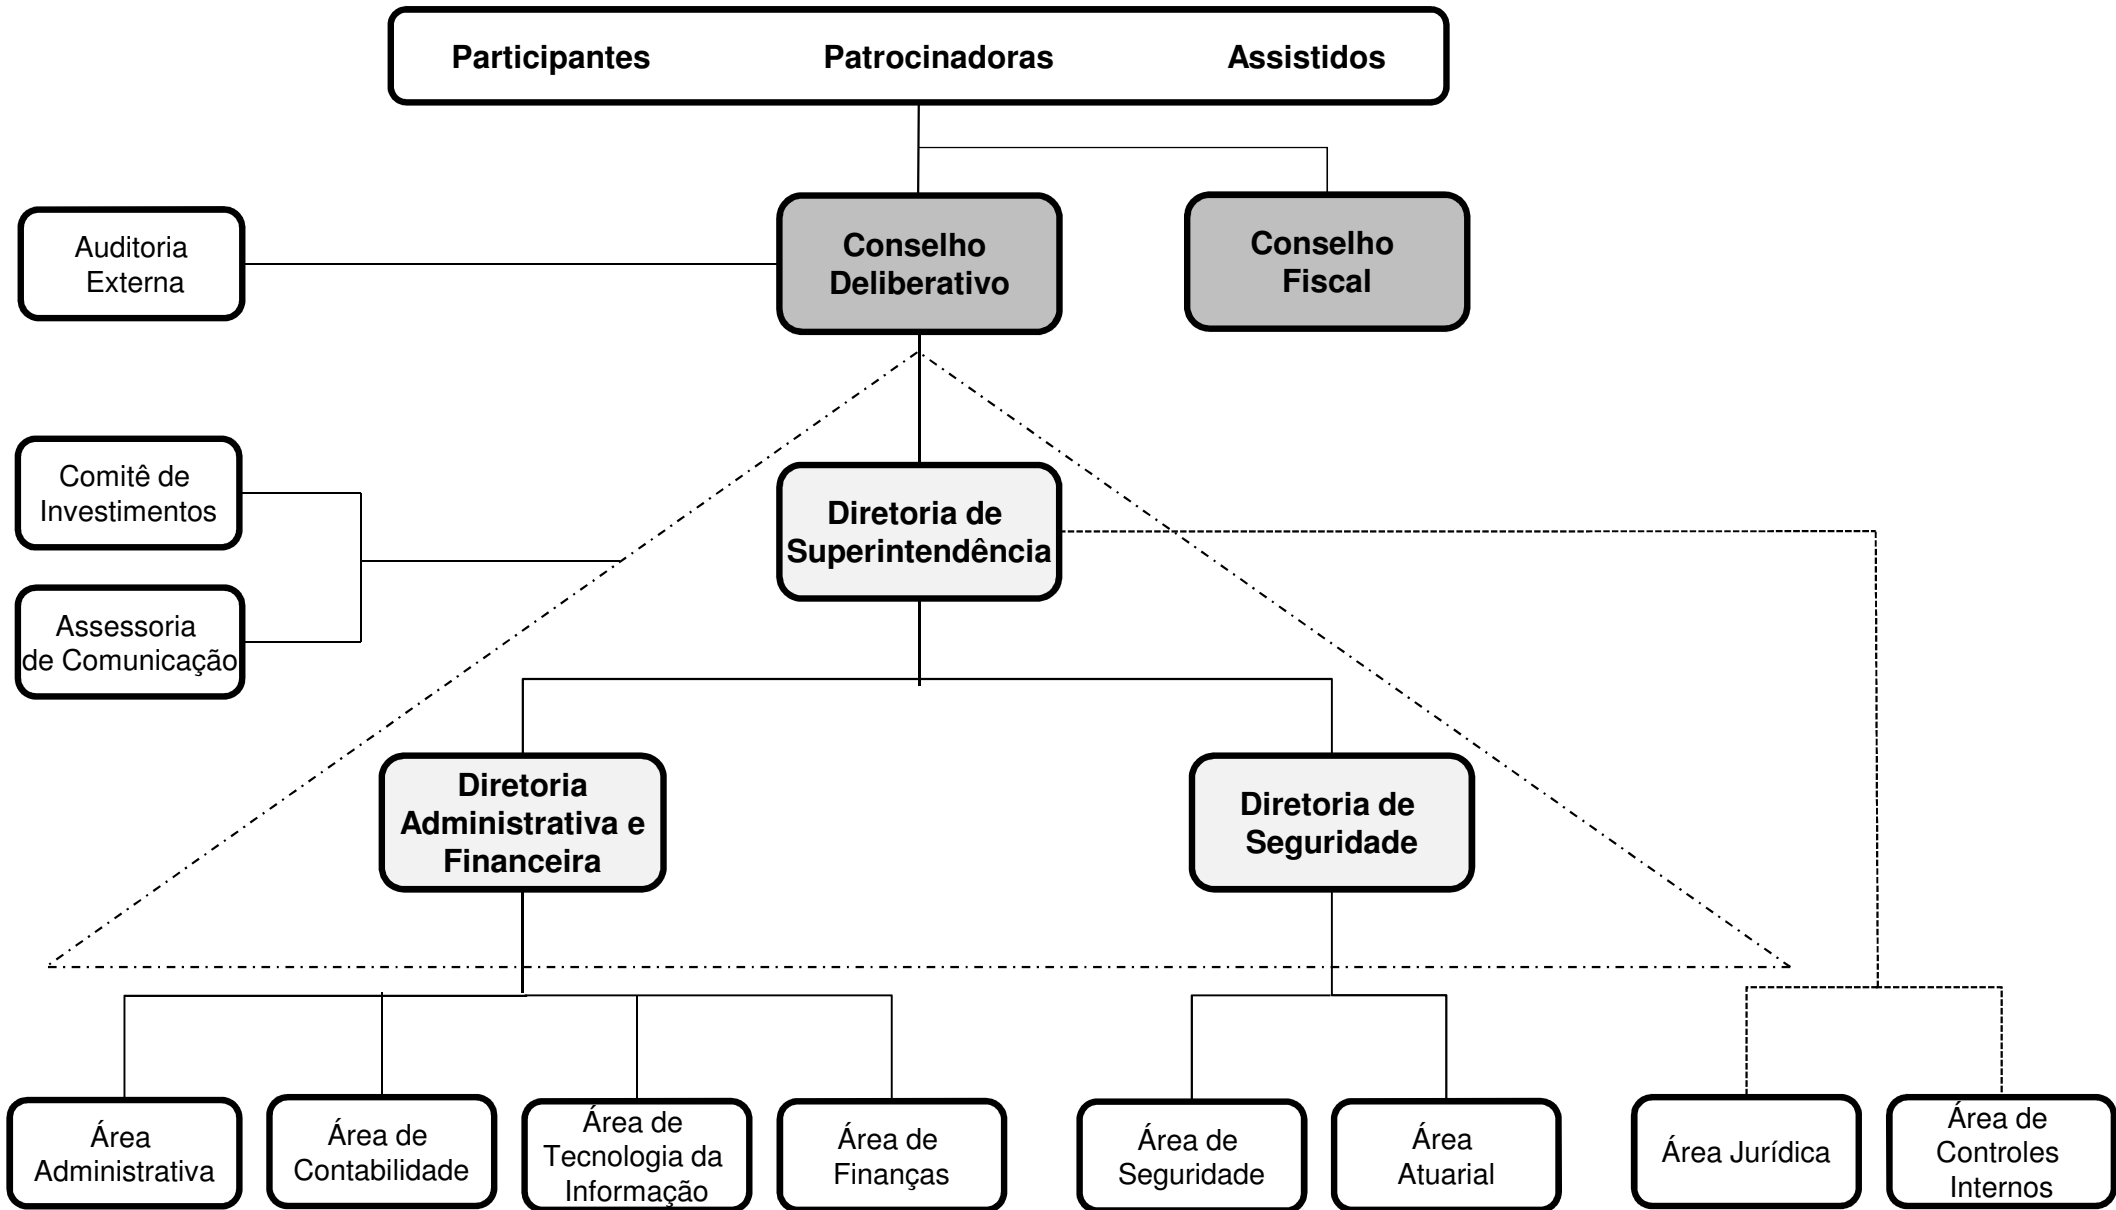 Participantes Patrocinadoras Assistidos
Auditoria
Externa
Conselho
Deliberativo
Conselho
Fiscal
Comitê de
Investimentos
Diretoria de
Superintendência
Assessoria
de Comunicação
Diretoria
Administrativa e
Financeira
Diretoria de
Seguridade
Área
Administrativa
Área de
Contabilidade
Área de
Tecnologia da
Informação
Área de
Finanças
Área de
Seguridade
Área
Atuarial
Área Jurídica
Área de
Controles
Internos